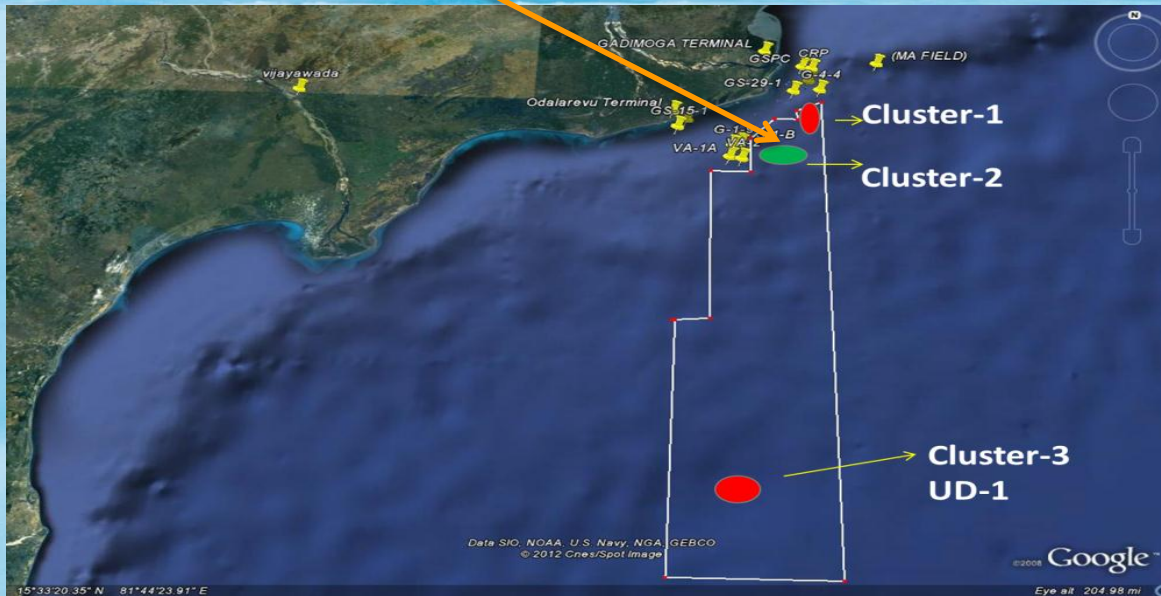 N
GADIMOGA TERMINAL
GSPC CRP
(MA FIELD)
vijayawada
GS-29-1 G-4-4
Odalarevu Terminal
GS-15-1
Cluster-1
VA-1A
Cluster-2
Cluster-3
UD-1
Data SIO, NOAA, U.S. Navy, NGA, GEBCO
© 2012 Cnes/Spot Image
©2008 Google
15°33'20.35" N 81°44'23.91" E
Eye alt 204.98 mi